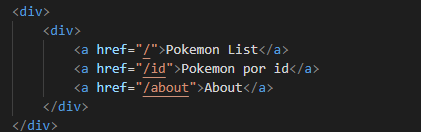 <div>
    <div>
        <a href="/">Pokemon List</a>
        <a href="/id">Pokemon por id</a>
        <a href="/about">About</a>
    </div>
</div>